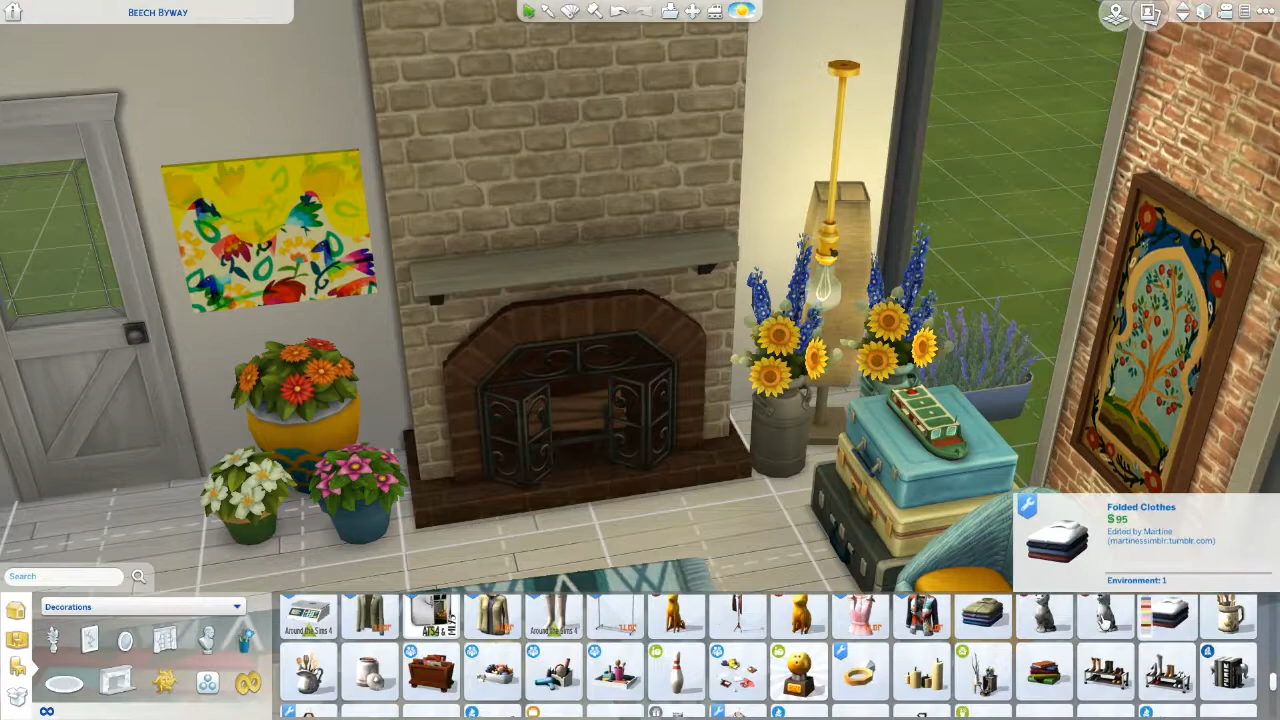 BEECH BYWAY
Folded Clothes
§95
Edited by Martine
(martinessimblr.tumblr.com)
Environment: 1
Search
Decorations
Around the Sims 4
Around the Sims 4